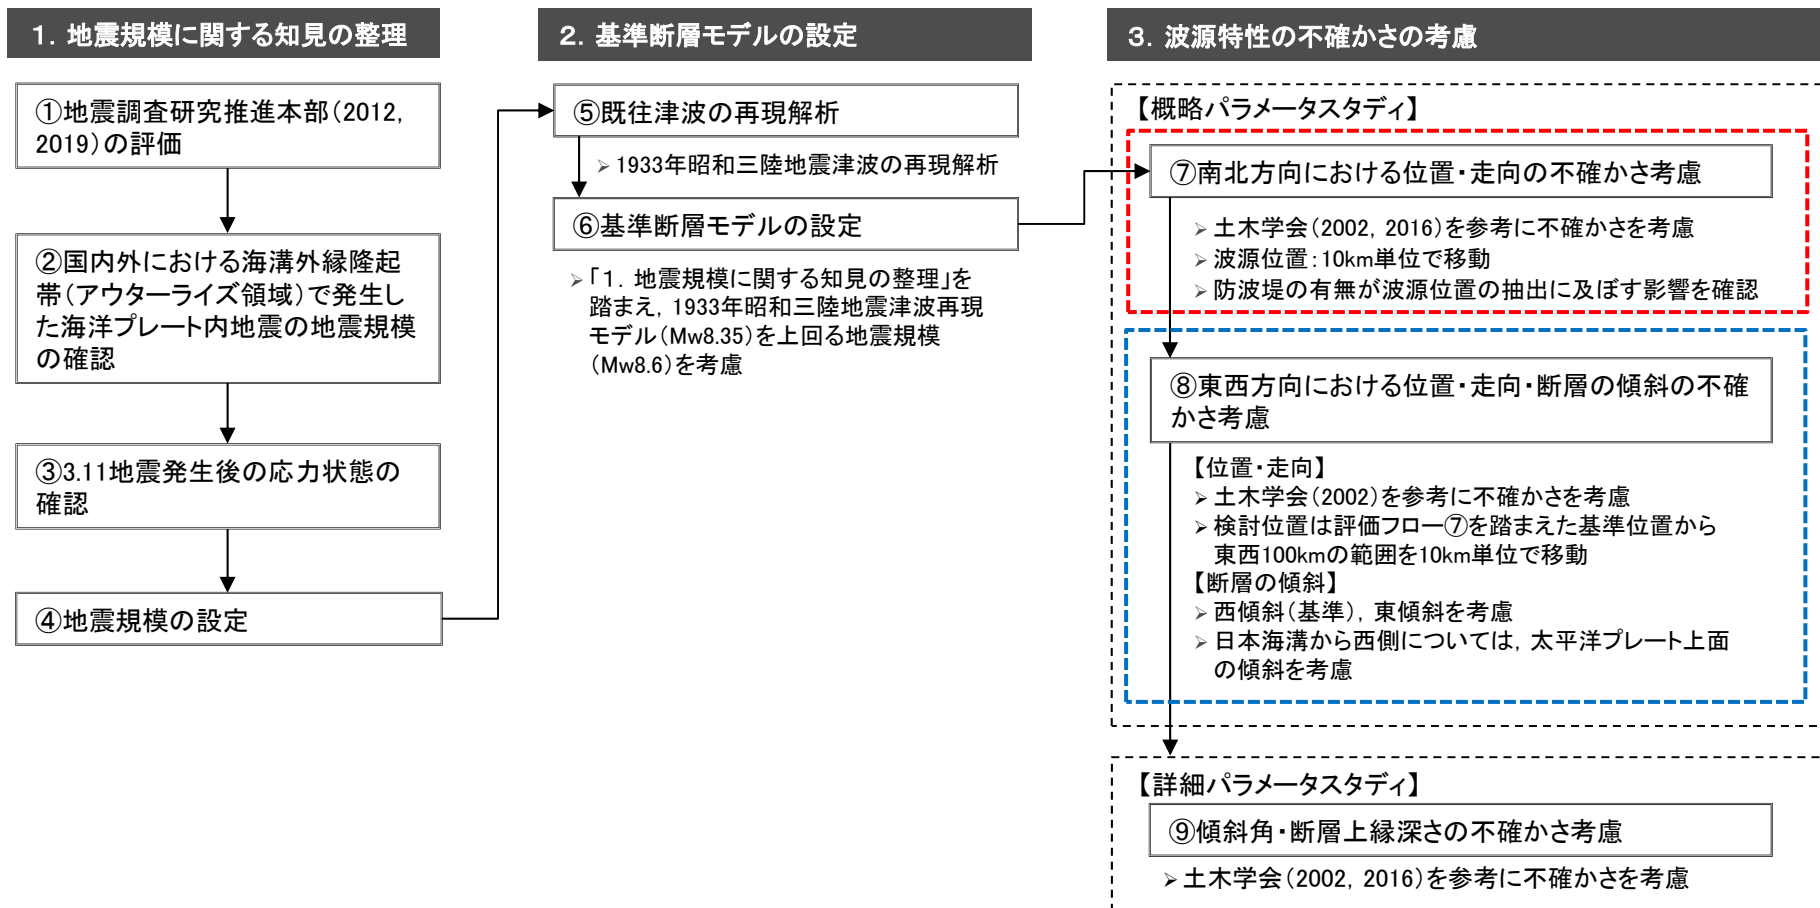 1．地震規模に関する知見の整理
①地震調査研究推進本部（2012，
2019）の評価
②国内外における海溝外縁隆起
帯（アウターライズ領域）で発生し
た海洋プレート内地震の地震規模
の確認
③3.11地震発生後の応力状態の
確認
④地震規模の設定
2．基準断層モデルの設定
⑤既往津波の再現解析
➢1933年昭和三陸地震津波の再現解析
⑥基準断層モデルの設定
➢「1．地震規模に関する知見の整理」を
踏まえ，1933年昭和三陸地震津波再現
モデル（Mw8.35）を上回る地震規模
（Mw8.6）を考慮
3．波源特性の不確かさの考慮
【概略パラメータスタディ】
⑦南北方向における位置・走向の不確かさ考慮
➢土木学会（2002，2016）を参考に不確かさを考慮
➢波源位置：10km単位で移動
➢防波堤の有無が波源位置の抽出に及ぼす影響を確認
⑧東西方向における位置・走向・断層の傾斜の不確
かさ考慮
【位置・走向】
➢土木学会（2002）を参考に不確かさを考慮
➢検討位置は評価フロー⑦を踏まえた基準位置から
東西100kmの範囲を10km単位で移動
【断層の傾斜】
➢西傾斜（基準），東傾斜を考慮
➢日本海溝から西側については，太平洋プレート上面
の傾斜を考慮
【詳細パラメータスタディ】
⑨傾斜角・断層上縁深さの不確かさ考慮
➢土木学会（2002，2016）を参考に不確かさを考慮